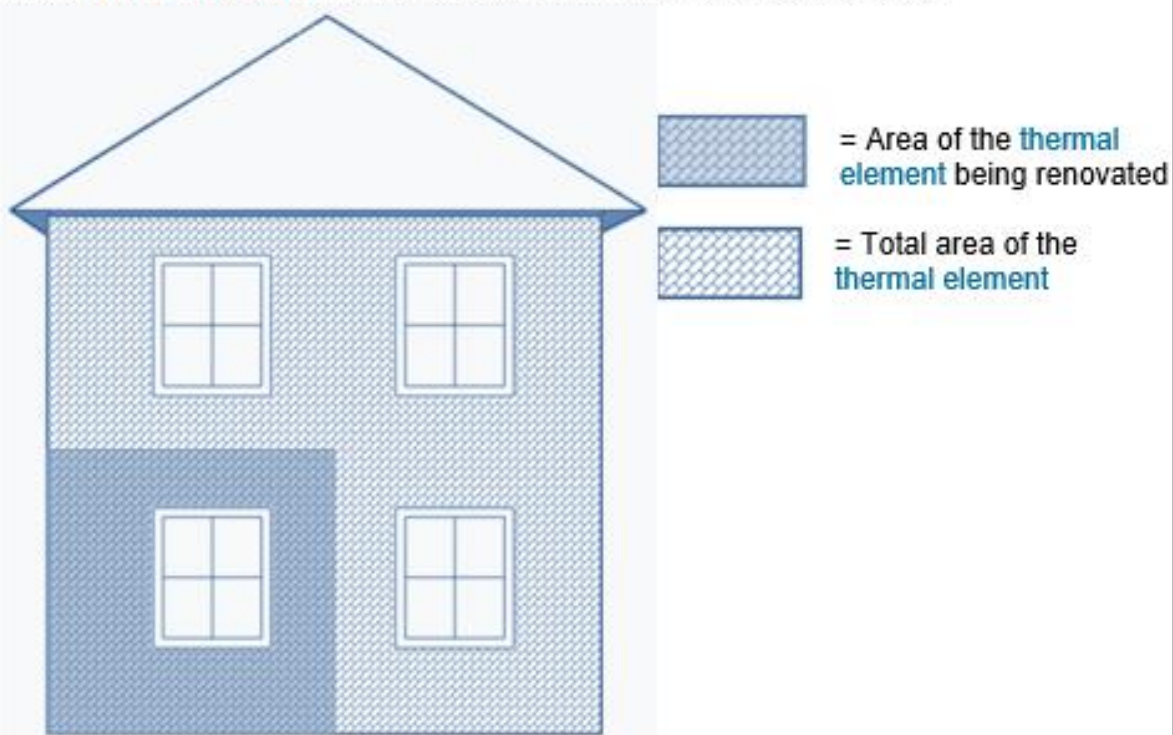 = Area of the thermal
element being renovated
= Total area of the
thermal element